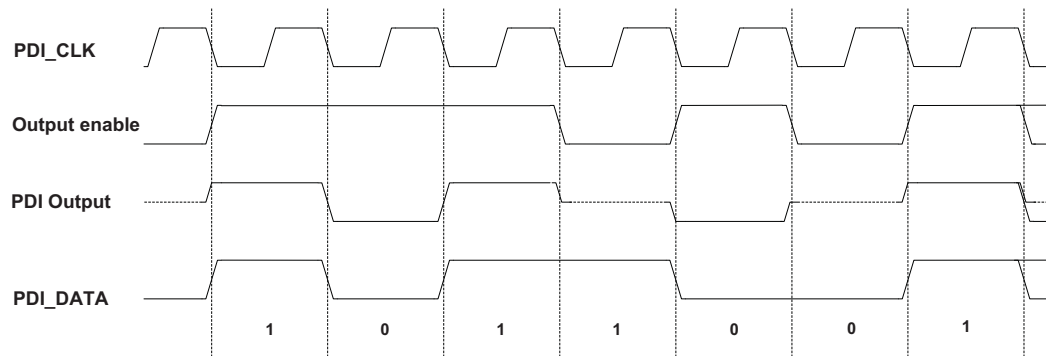 PDI_CLK
Output enable
PDI Output
PDI_DATA
1 0 1 1 0 0 1